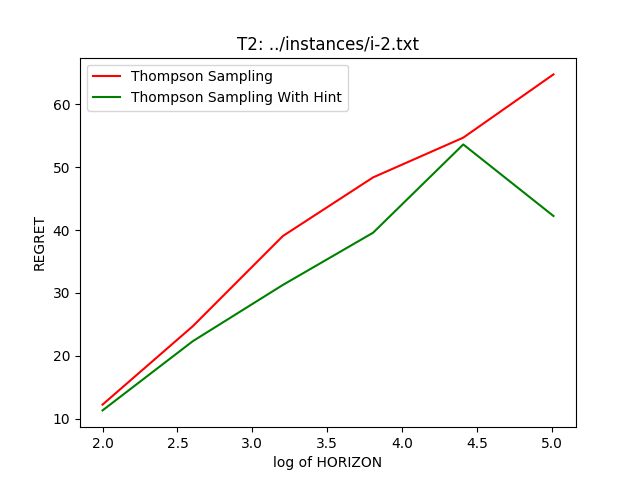 T2: ../instances/i-2.txt
Thompson Sampling
Thompson Sampling With Hint
60
50
40
30
20
10
REGRET
2.0 2.5 3.0 3.5 4.0 4.5 5.0
log of HORIZON